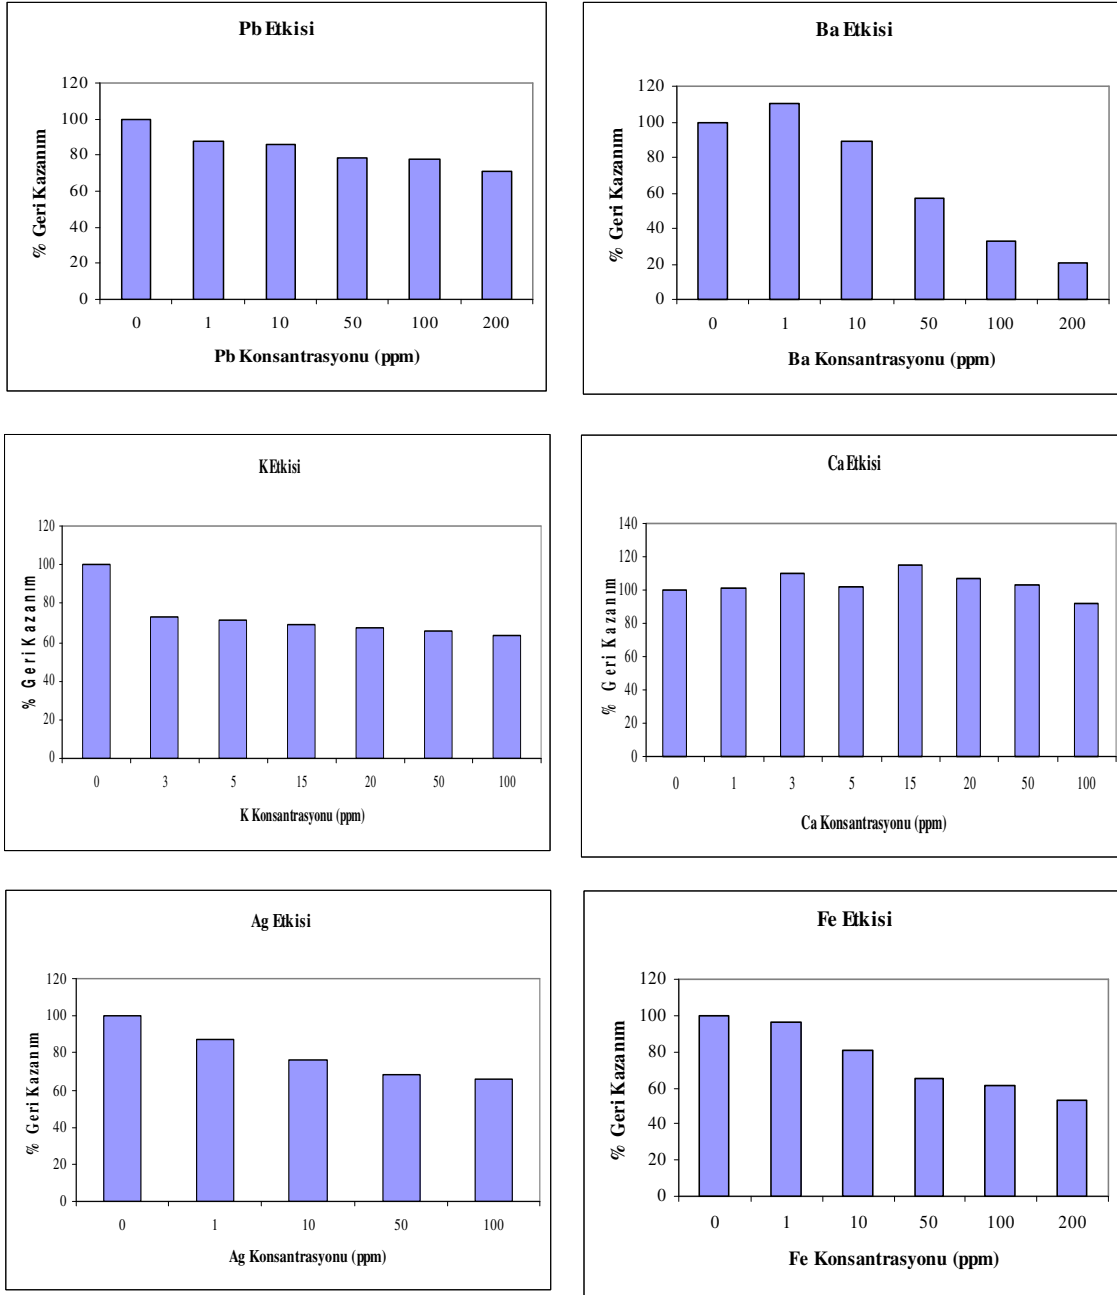 Pb Etkisi
120
100
80
60
40
20
0
% Geri Kazanım
0 1 10 50 100 200
Pb Konsantrasyonu (ppm)
Ba Etkisi
120
100
80
60
40
20
0
% Geri Kazanım
0 1 10 50 100 200
Ba Konsantrasyonu (ppm)
K Etkisi
120
100
80
60
40
20
0
% Geri Kazanım
0 3 5 15 20 50 100
K Konsantrasyonu (ppm)
Ca Etkisi
140
120
100
80
60
40
20
0
% Geri Kazanım
0 1 3 5 15 20 50 100
Ca Konsantrasyonu (ppm)
Ag Etkisi
120
100
80
60
40
20
0
% Geri Kazanım
0 1 10 50 100
Ag Konsantrasyonu (ppm)
Fe Etkisi
120
100
80
60
40
20
0
% Geri Kazanım
0 1 10 50 100 200
Fe Konsantrasyonu (ppm)